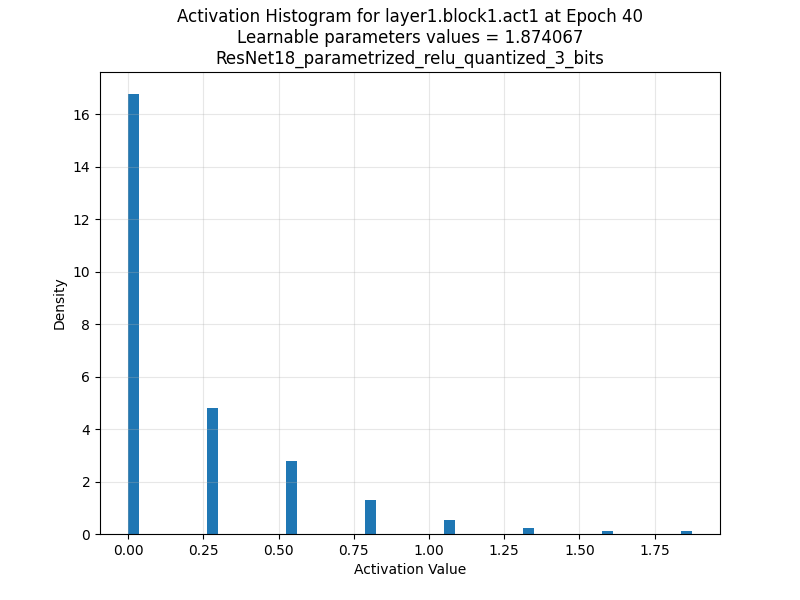 Activation Histogram for layer1.block1.act1 at Epoch 40
Learnable parameters values = 1.874067
ResNet18_parametrized_relu_quantized_3_bits
16
14
12
10
8
6
4
2
0
Density
0.00 0.25 0.50 0.75 1.00 1.25 1.50 1.75
Activation Value